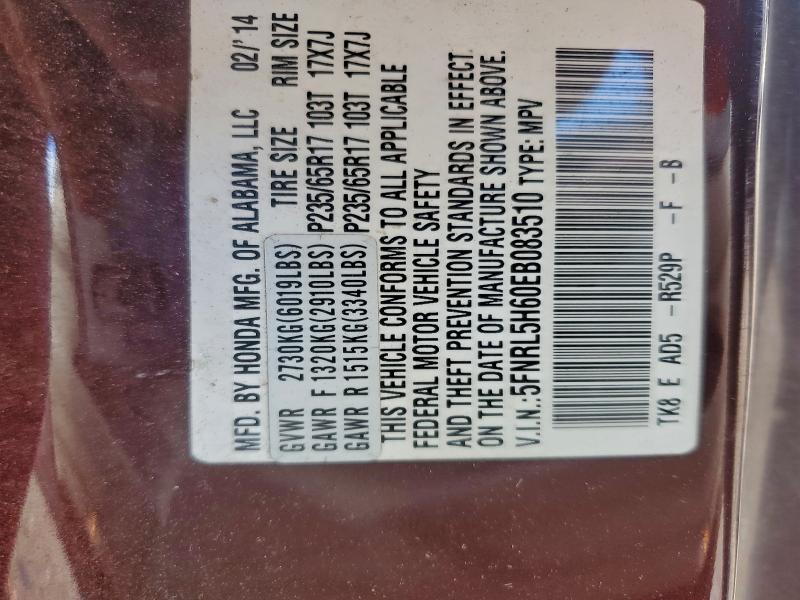 MFD. BY HONDA MFG. OF ALABAMA, LLC 02/'14
GVWR 2730KG(6019LBS) TIRE SIZE RIM SIZE
GAWR F 1320KG(2910LBS) P235/65R17 103T 17X7J
GAWR R 1515KG(3340LBS) P235/65R17 103T 17X7J
THIS VEHICLE CONFORMS TO ALL APPLICABLE
FEDERAL MOTOR VEHICLE SAFETY
AND THEFT PREVENTION STANDARDS IN EFFECT
ON THE DATE OF MANUFACTURE SHOWN ABOVE.
V.I.N.:5FNRL5H60EB083510 TYPE: MPV
TK8 E AD5 -R529P -F -B